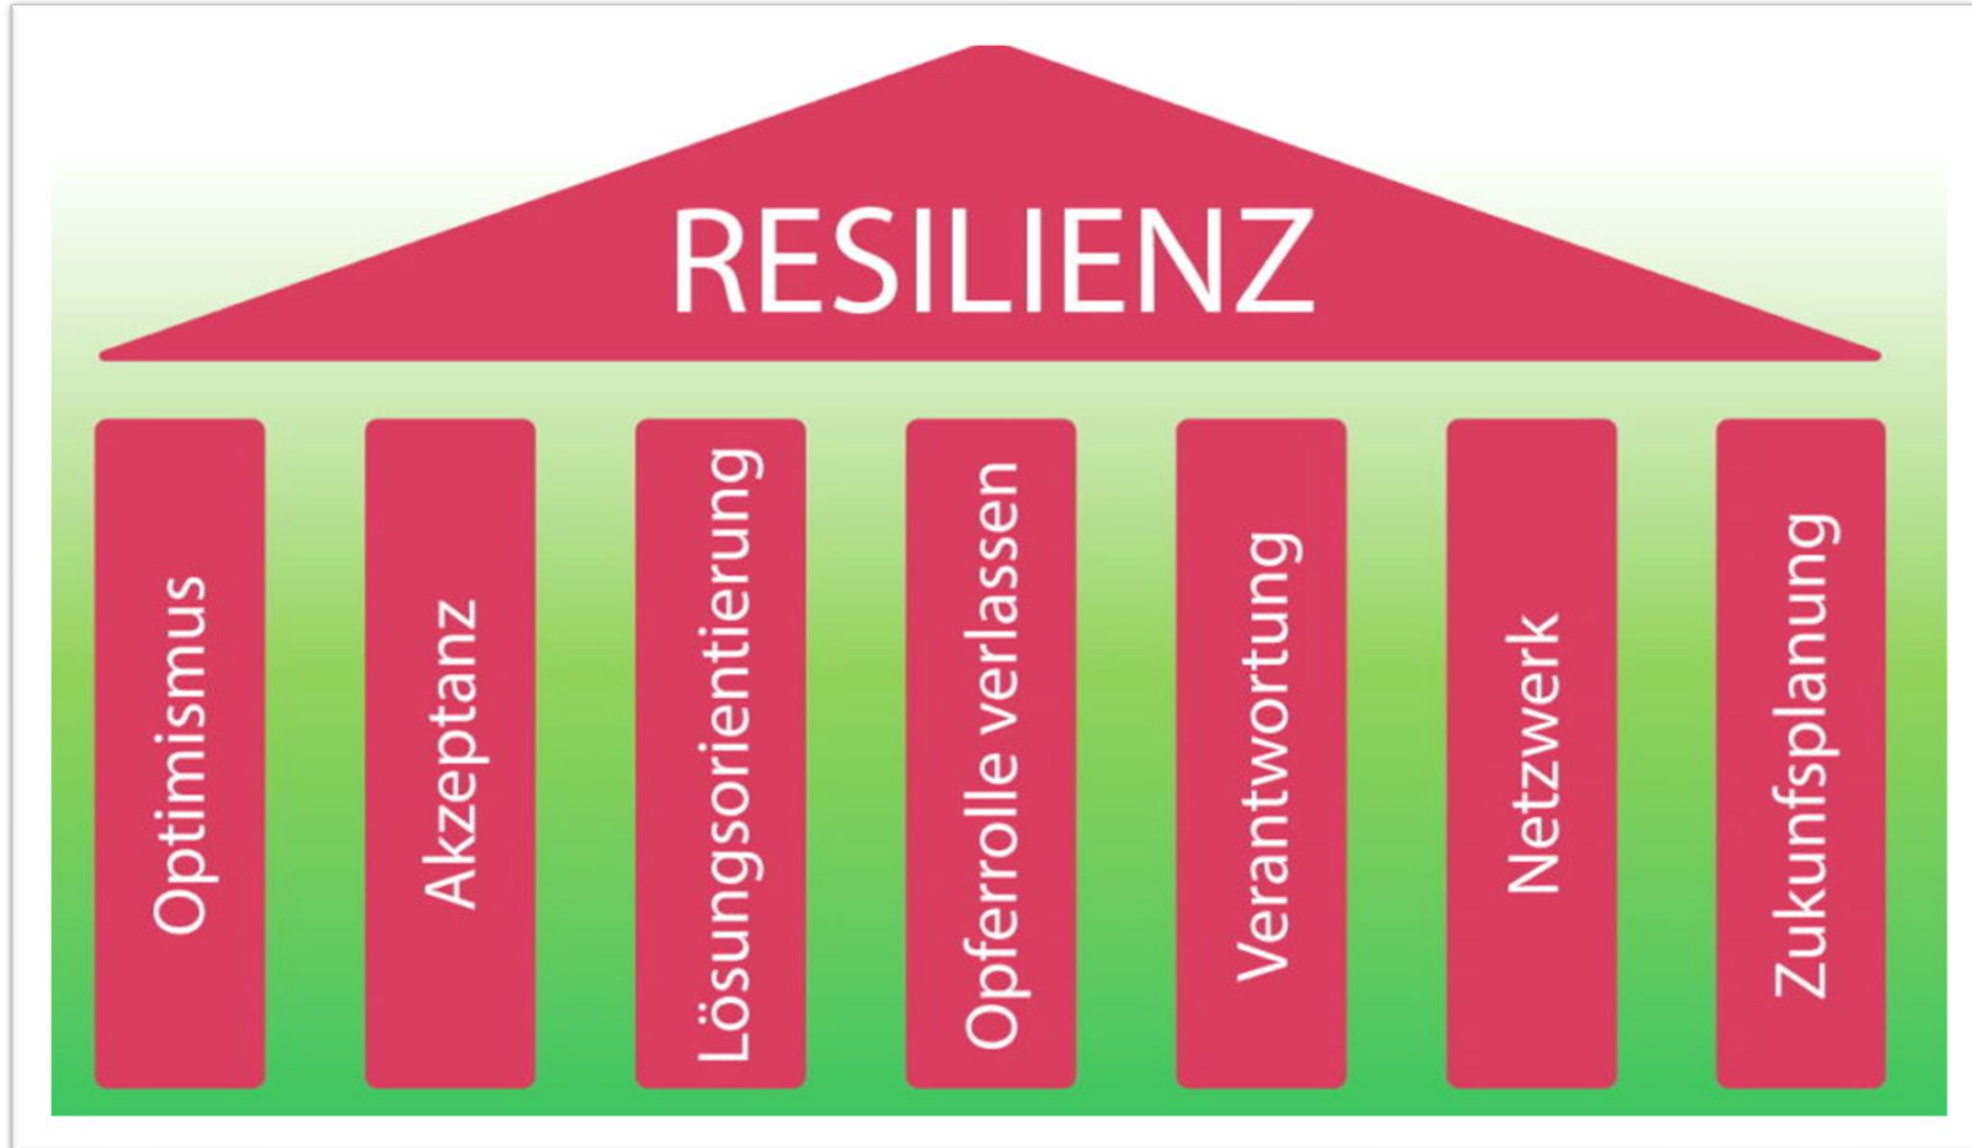 RESILIENZ
Optimismus
Akzeptanz
Lösungsorientierung
Opferrolle verlassen
Verantwortung
Netzwerk
Zukunfsplanung